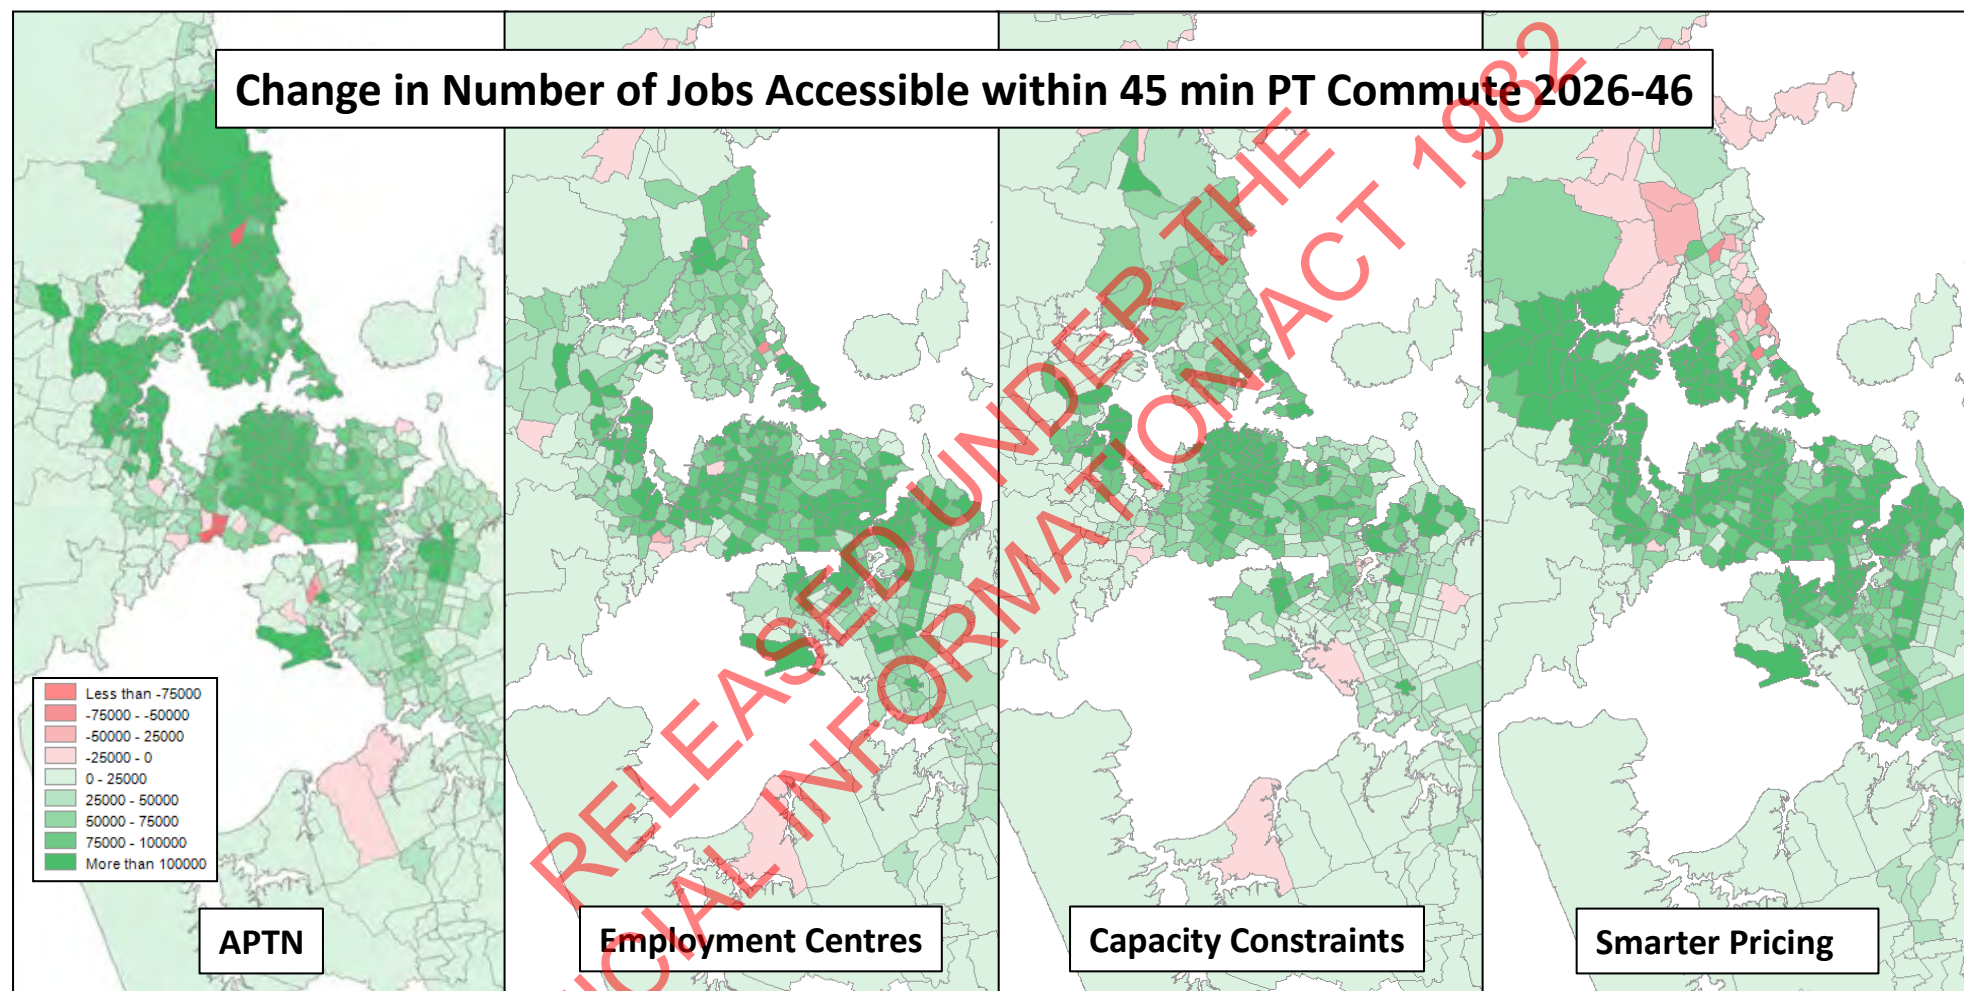 Change in Number of Jobs Accessible within 45 min PT Commute 2026-46
RELEASED UNDER THE
CIAL INFORMATION ACT 1982
Less than -75000
-75000 - -50000
-50000 - 25000
-25000 - 0
0 - 25000
25000 - 50000
50000 - 75000
75000 - 100000
More than 100000
APTN
Employment Centres
Capacity Constraints
Smarter Pricing